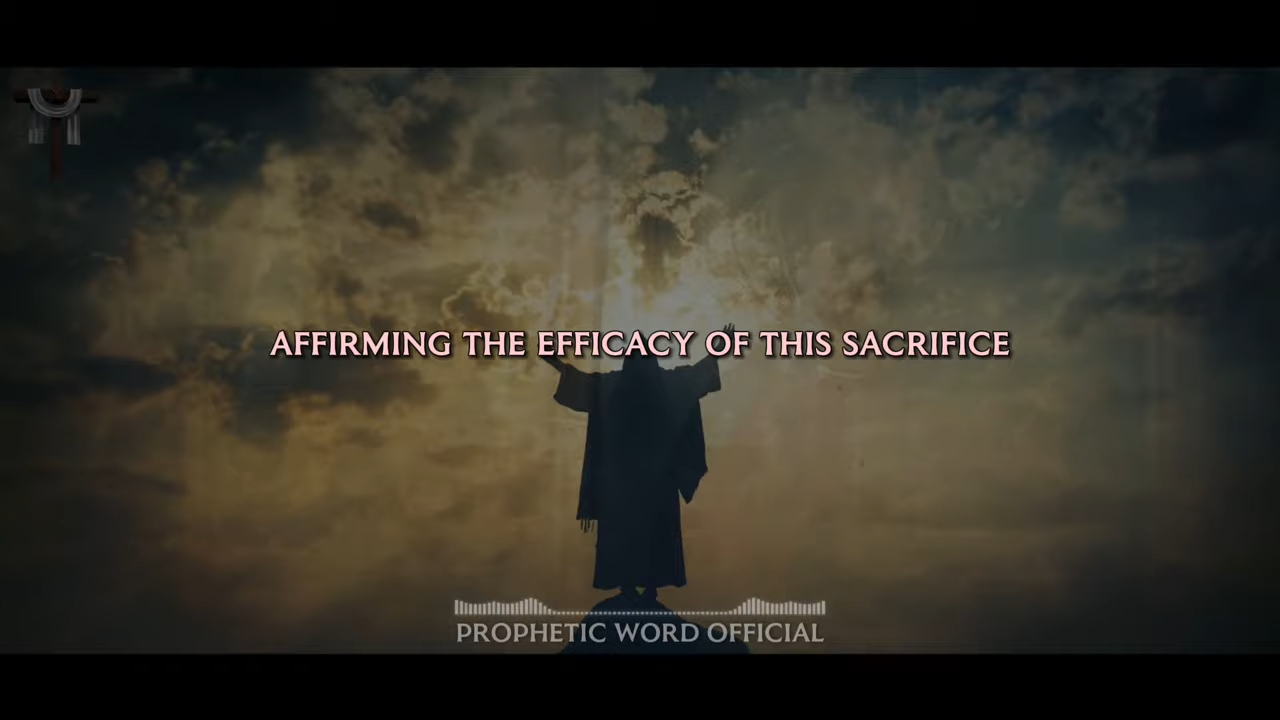 AFFIRMING THE EFFICACY OF THIS SACRIFICE
PROPHETIC WORD OFFICIAL